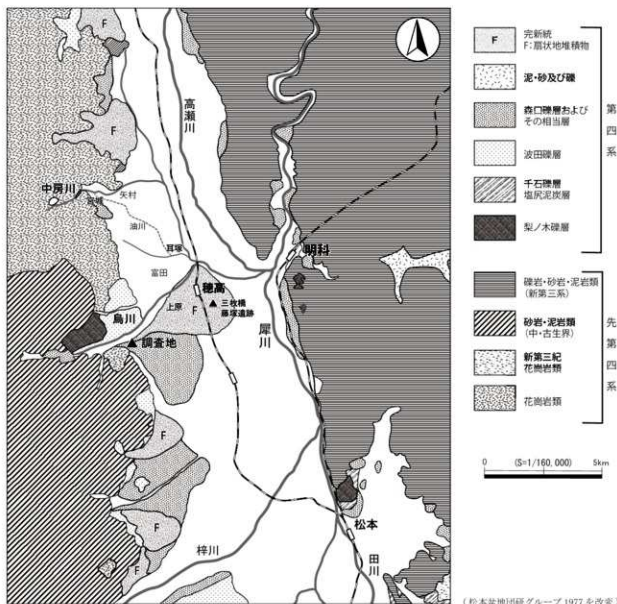 F
高瀬川
F
中房川
宮城
矢村
油川
耳塚
富田
明科
穂高
上原
F
▲ 三枚橋
藤塚遺跡
烏川
▲ 調査地
犀川
F
F
F
梓川
松本
田川
F
完新統
F:扇状地堆積物
泥・砂及び礫
森口礫層および
その相当層
波田礫層
千石礫層
塩尻泥炭層
梨ノ木礫層
第四系
礫岩・砂岩・泥岩類
(新第三系)
砂岩・泥岩類
(中・古生界)
新第三紀
花崗岩類
花崗岩類
先第四系
0 (S=1/160,000) 5km
(松本盆地団研グループ 1977 を改変)